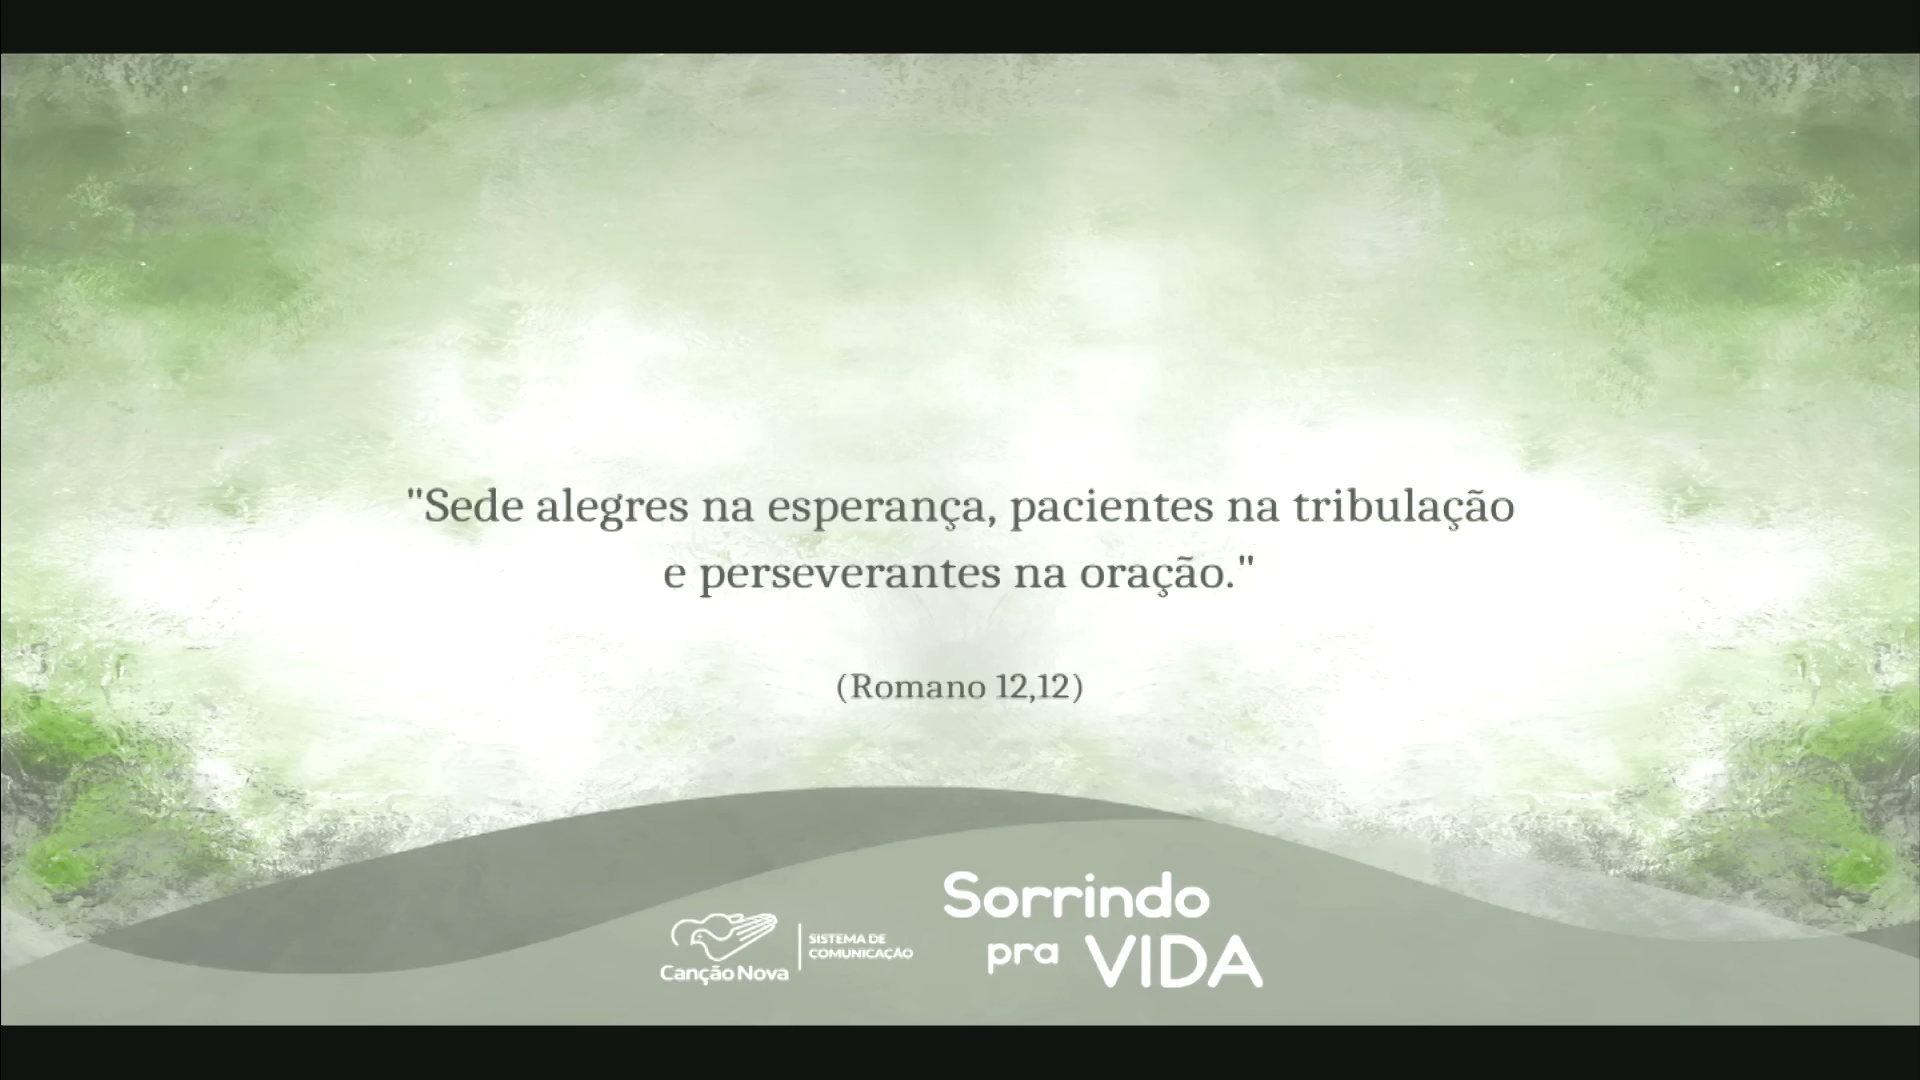 "Sede alegres na esperança, pacientes na tribulação
e perseverantes na oração."
(Romano 12,12)
Canção Nova
SISTEMA DE
COMUNICAÇÃO
Sorrindo
pra VIDA